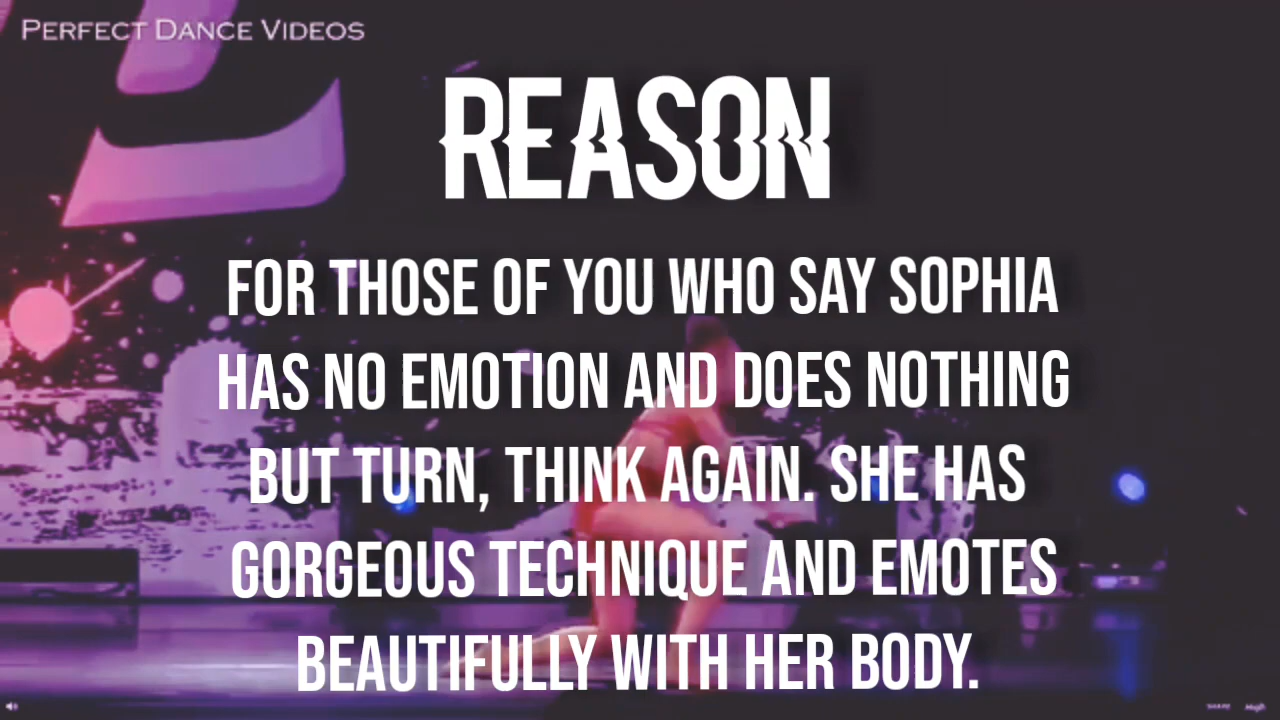 PERFECT DANCE VIDEOS
REASON
FOR THOSE OF YOU WHO SAY SOPHIA
HAS NO EMOTION AND DOES NOTHING
BUT TURN, THINK AGAIN. SHE HAS
GORGEOUS TECHNIQUE AND EMOTES
BEAUTIFULLY WITH HER BODY.
SHARE